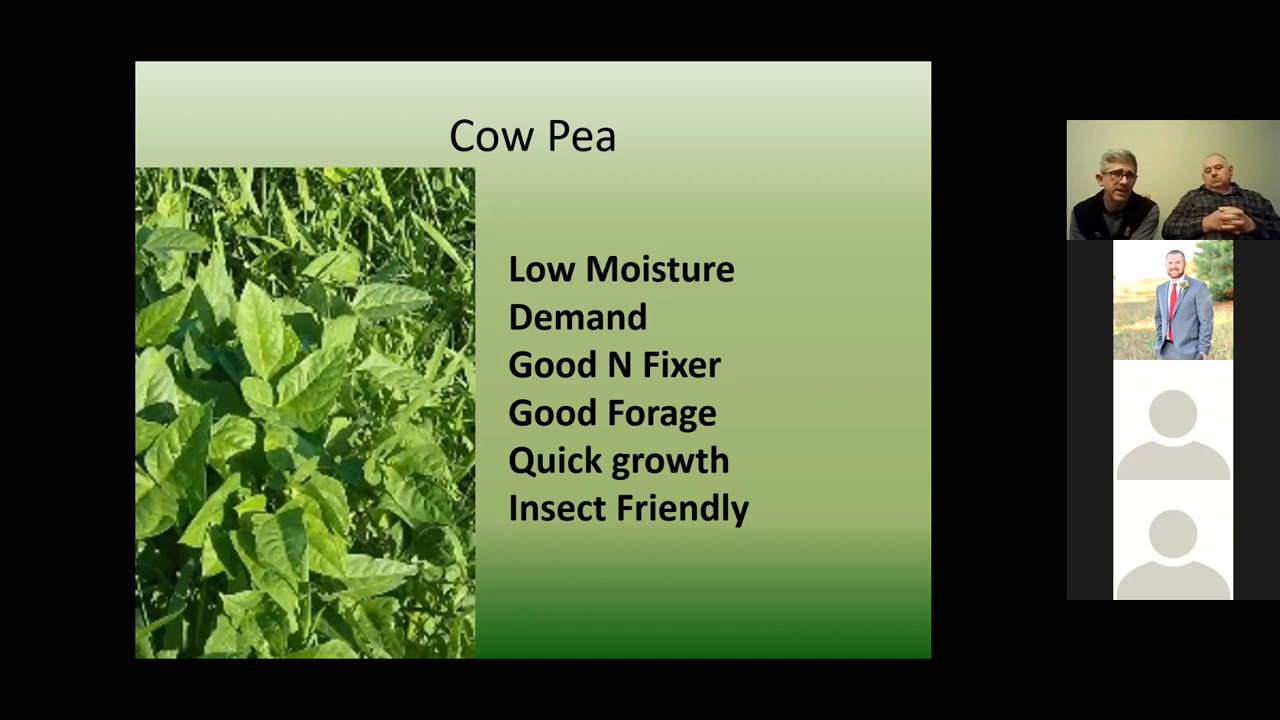 Cow Pea
Low Moisture
Demand
Good N Fixer
Good Forage
Quick growth
Insect Friendly